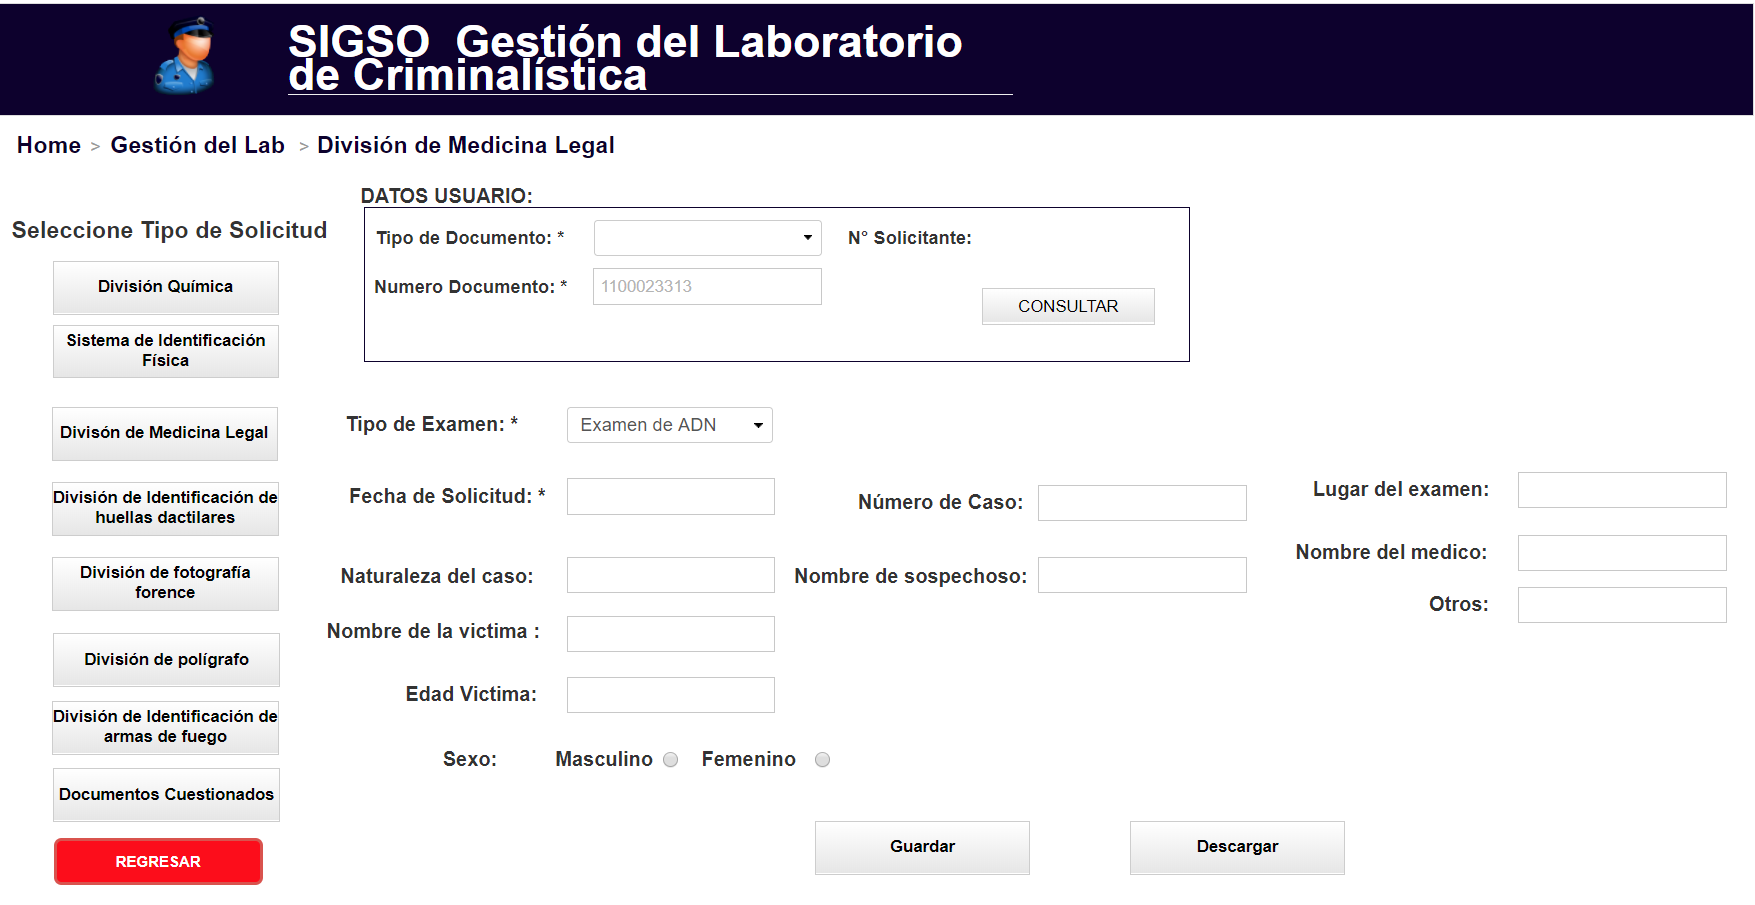 SIGSO  Gestión del Laboratorio
de Criminalística
Home > Gestión del Lab > División de Medicina Legal
Seleccione Tipo de Solicitud
División Química
Sistema de Identificación
Física
Divisón de Medicina Legal
División de Identificación de
huellas dactilares
División de fotografía
forence
División de polígrafo
División de Identificación de
armas de fuego
Documentos Cuestionados
REGRESAR
DATOS USUARIO:
Tipo de Documento: *
N° Solicitante:
Numero Documento: * 1100023313
CONSULTAR
Tipo de Examen: * Examen de ADN
Fecha de Solicitud: *
Número de Caso:
Lugar del examen:
Naturaleza del caso:
Nombre de sospechoso:
Nombre del medico:
Otros:
Nombre de la victima :
Edad Victima:
Sexo: Masculino Femenino
Guardar
Descargar